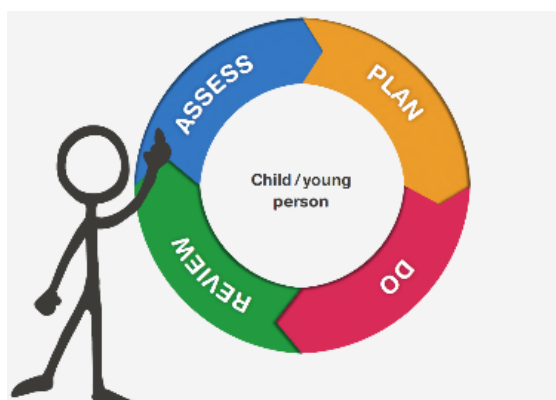 ASSESS
PLAN
DO
REVIEW
Child / young
person